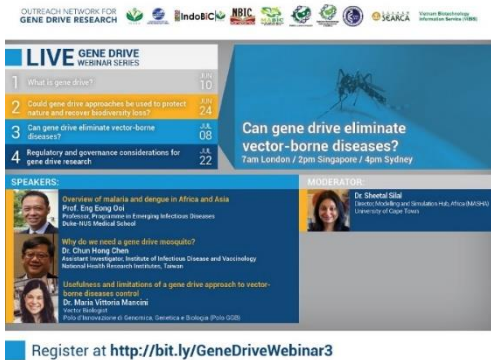 OUTREACH NETWORK FOR
GENE DRIVE RESEARCH
IndoBIC
NBIC
MABIC
SEARCA
Vietnam Biotechnology
LIVE GENE DRIVE
WEBINAR SERIES
1 What is gene drive? JUN 10
2 Could gene drive approaches be used to protect
nature and recover biodiversity loss? JUN 24
3 Can gene drive eliminate vector-borne
diseases? JUL 08
4 Regulatory and governance considerations for
gene drive research JUL 22
Can gene drive eliminate
vector-borne diseases?
7am London / 2pm Singapore / 4pm Sydney
SPEAKERS:
Overview of malaria and dengue in Africa and Asia
Prof. Eng Eong Ooi
Professor, Programme in Emerging Infectious Diseases
Duke-NUS Medical School
Why do we need a gene drive mosquito?
Dr. Chun Hong Chen
Assistant Investigator, Institute of Infectious Disease and Vaccinology
National Health Research Institutes, Taiwan
Usefulness and limitations of a gene drive approach to vector-
borne diseases control
Dr. Maria Vittoria Mancini
Vector Biologist
Polo d'Innovazione di Genomica, Genetica e Biologia (Polo GGB)
MODERATOR:
Dr. Sheetal Silal
Director, Modelling and Simulation Hub, Africa (MASHA)
University of Cape Town
Register at http://bit.ly/GeneDriveWebinar3